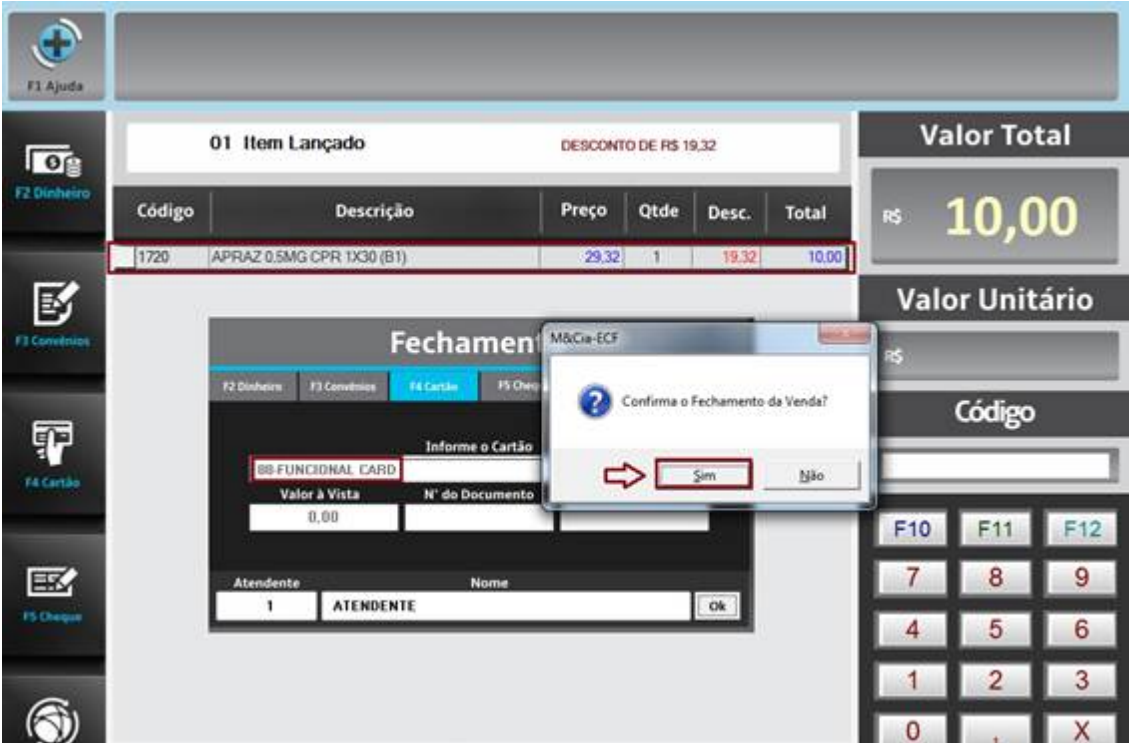 F1 Ajuda
01 Item Lançado
DESCONTO DE R$ 19,32
Valor Total
R$ 10,00
F2 Dinheiro
Código Descrição Preço Qtde Desc. Total
1720 APRAZ 0.5MG CPR 1X30 (B1) 29,32 1 19,32 10,00
Valor Unitário
R$
F3 Convênios
Fechamen
M&Cia-ECF
F2 Dinheiro F3 Convênios F4 Cartão F5 Cheq
Confirma o Fechamento da Venda?
Sim Não
Código
Informe o Cartão
88-FUNCIONAL CARD
Valor à Vista N° do Documento
0,00
F4 Cartão
Atendente Nome
1 ATENDENTE Ok
F5 Cheque
F10 F11 F12
7 8 9
4 5 6
1 2 3
0 , X